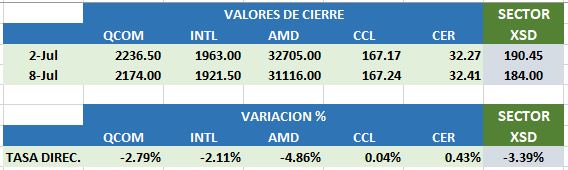 VALORES DE CIERRE SECTOR
QCOM INTL AMD CCL CER XSD
2-Jul 2236.50 1963.00 32705.00 167.17 32.27 190.45
8-Jul 2174.00 1921.50 31116.00 167.24 32.41 184.00
VARIACION % SECTOR
QCOM INTL AMD CCL CER XSD
TASA DIREC. -2.79% -2.11% -4.86% 0.04% 0.43% -3.39%